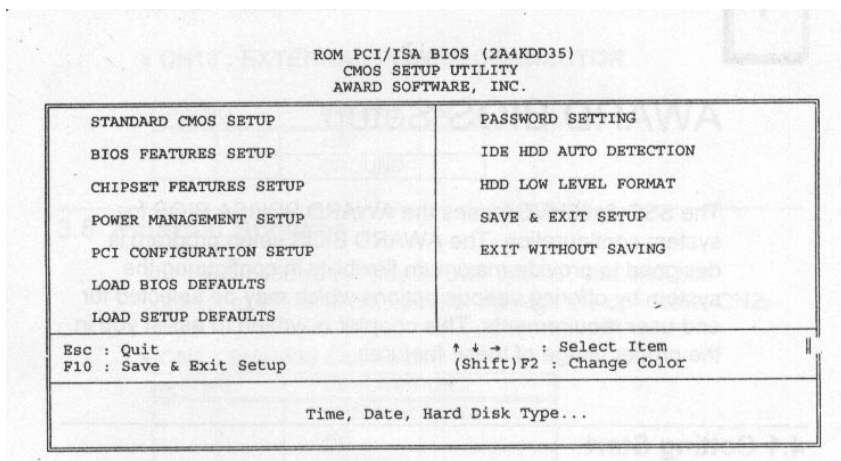 ROM PCI/ISA BIOS (2A4KDD35)
CMOS SETUP UTILITY
AWARD SOFTWARE, INC.
STANDARD CMOS SETUP
BIOS FEATURES SETUP
CHIPSET FEATURES SETUP
POWER MANAGEMENT SETUP
PCI CONFIGURATION SETUP
LOAD BIOS DEFAULTS
LOAD SETUP DEFAULTS
PASSWORD SETTING
IDE HDD AUTO DETECTION
HDD LOW LEVEL FORMAT
SAVE & EXIT SETUP
EXIT WITHOUT SAVING
Esc : Quit
F10 : Save & Exit Setup
↑ ↓ → ← : Select Item
(Shift)F2 : Change Color
Time, Date, Hard Disk Type...